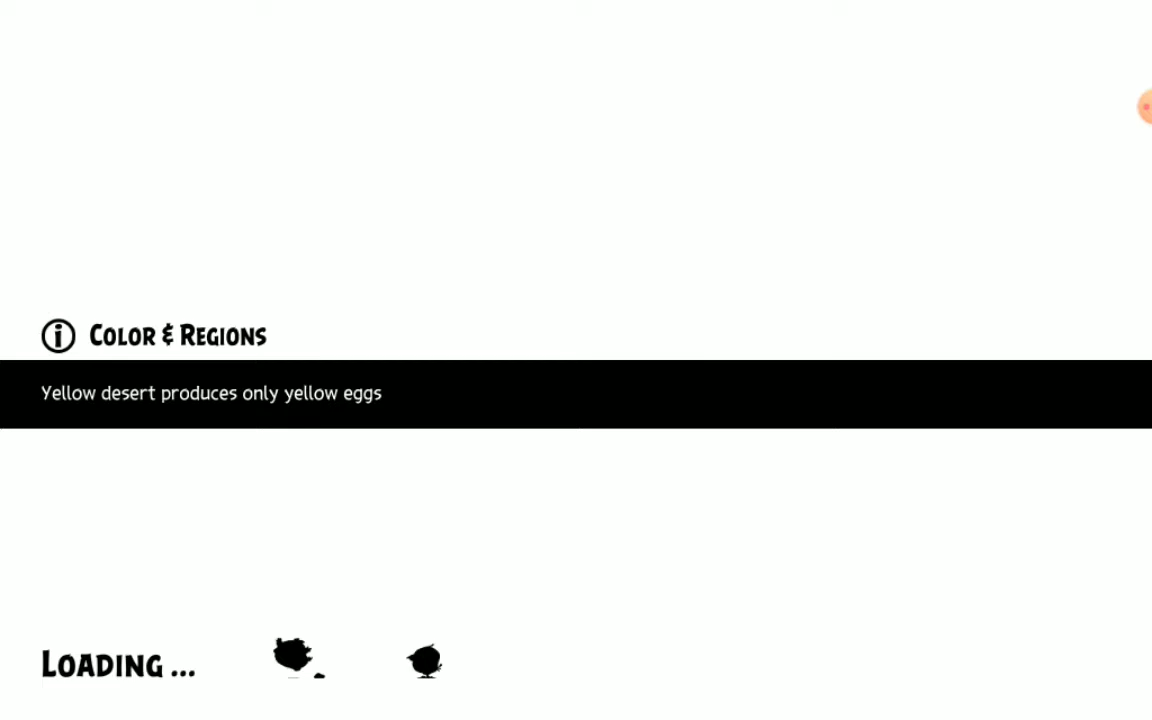 Color & Regions
Yellow desert produces only yellow eggs
Loading ...